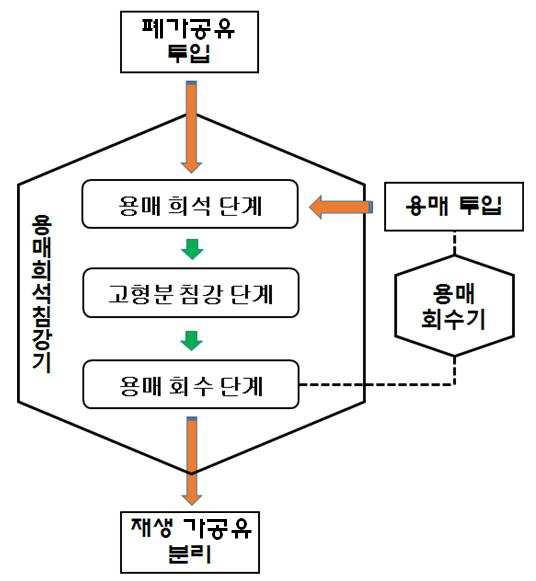 폐가공유
투입
용매 희석 단계
용매 투입
용매희석침강기
고형분 침강 단계
용매
회수기
용매 회수 단계
재생 가공유
분리